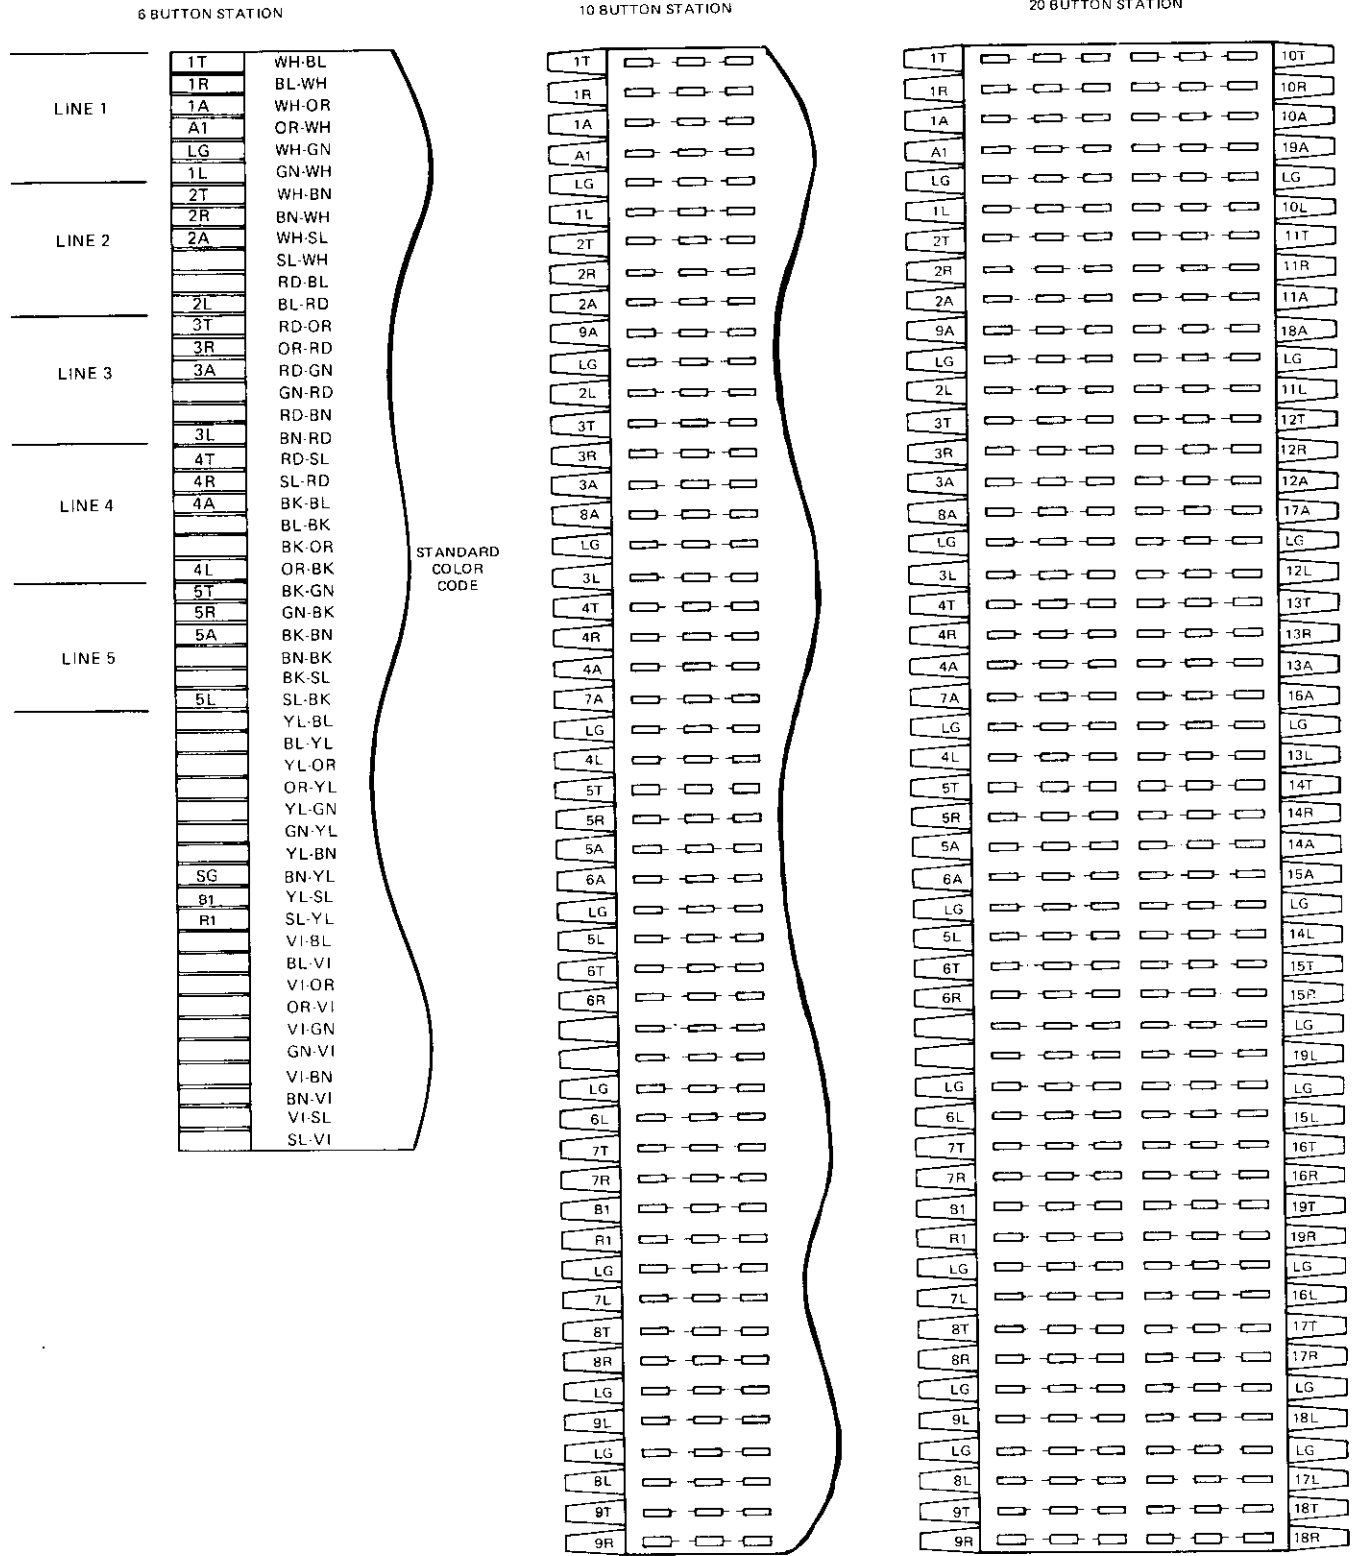 6 BUTTON STATION
LINE 1
1T WH-BL
1R BL-WH
1A WH-OR
A1 OR-WH
LG WH-GN
1L GN-WH
LINE 2
2T WH-BN
2R BN-WH
2A WH-SL
SL-WH
RD-BL
2L BL-RD
LINE 3
3T RD-OR
3R OR-RD
3A RD-GN
GN-RD
RD-BN
3L BN-RD
LINE 4
4T RD-SL
4R SL-RD
4A BK-BL
BL-BK
BK-OR
4L OR-BK
LINE 5
5T BK-GN
5R GN-BK
5A BK-BN
BN-BK
BK-SL
5L SL-BK
YL-BL
BL-YL
YL-OR
OR-YL
YL-GN
GN-YL
YL-BN
SG BN-YL
B1 YL-SL
R1 SL-YL
VI-BL
BL-VI
VI-OR
OR-VI
VI-GN
GN-VI
VI-BN
BN-VI
VI-SL
SL-VI
STANDARD
COLOR
CODE
10 BUTTON STATION
1T
1R
1A
A1
LG
1L
2T
2R
2A
9A
LG
2L
3T
3R
3A
8A
LG
3L
4T
4R
4A
7A
LG
4L
5T
5R
5A
6A
LG
5L
6T
6R
LG
6L
7T
7R
B1
R1
LG
7L
8T
8R
LG
9L
LG
8L
9T
9R
20 BUTTON STATION
1T 10T
1R 10R
1A 10A
A1 19A
LG LG
1L 10L
2T 11T
2R 11R
2A 11A
9A 18A
LG LG
2L 11L
3T 12T
3R 12R
3A 12A
8A 17A
LG LG
3L 12L
4T 13T
4R 13R
4A 13A
7A 16A
LG LG
4L 13L
5T 14T
5R 14R
5A 14A
6A 15A
LG LG
5L 14L
6T 15T
6R 15R
LG
19L
LG LG
6L 15L
7T 16T
7R 16R
B1 19T
R1 19R
LG LG
7L 16L
8T 17T
8R 17R
LG LG
9L 18L
LG LG
8L 17L
9T 18T
9R 18R